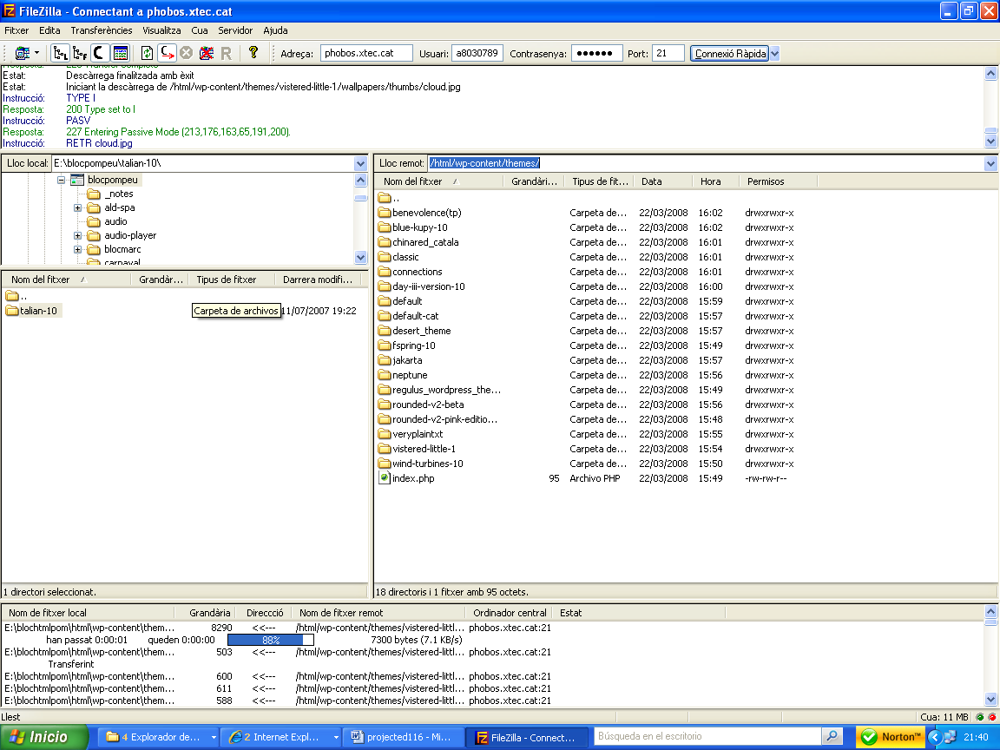 FileZilla - Connectant a phobos.xtec.cat
Fitxer Edita Transferències Visualitza Cua Servidor Ajuda
Adreça: phobos.xtec.cat Usuari: a8030789 Contrasenya: ●●●●●● Port: 21 Connexió Ràpida
Estat: Descàrrega finalitzada amb èxit
Estat: Iniciant la descàrrega de /html/wp-content/themes/vistered-little-1/wallpapers/thumbs/cloud.jpg
Instrucció: TYPE I
Resposta: 200 Type set to I
Instrucció: PASV
Resposta: 227 Entering Passive Mode (213,176,163,65,191,200).
Instrucció: RETR cloud.jpg
Lloc local: E:\blocpompeu\talian-10\
blocpompeu
_notes
ald-spa
audio
audio-player
blocmarc
carnaval
Nom del fitxer Grandàr... Tipus de fitxer Darrera modifi...
..
talian-10 Carpeta de archivos 11/07/2007 19:22
1 directori seleccionat.
Lloc remot: /html/wp-content/themes/
Nom del fitxer Grandàri... Tipus de fit... Data Hora Permisos
..
benevolence(tp) Carpeta de... 22/03/2008 16:02 drwxrwxr-x
blue-kupy-10 Carpeta de... 22/03/2008 16:02 drwxrwxr-x
chinared_catala Carpeta de... 22/03/2008 16:01 drwxrwxr-x
classic Carpeta de... 22/03/2008 16:01 drwxrwxr-x
connections Carpeta de... 22/03/2008 16:01 drwxrwxr-x
day-iii-version-10 Carpeta de... 22/03/2008 16:00 drwxrwxr-x
default Carpeta de... 22/03/2008 15:59 drwxrwxr-x
default-cat Carpeta de... 22/03/2008 15:57 drwxrwxr-x
desert_theme Carpeta de... 22/03/2008 15:57 drwxrwxr-x
fspring-10 Carpeta de... 22/03/2008 15:49 drwxrwxr-x
jakarta Carpeta de... 22/03/2008 15:57 drwxrwxr-x
neptune Carpeta de... 22/03/2008 15:56 drwxrwxr-x
regulus_wordpress_the... Carpeta de... 22/03/2008 15:49 drwxrwxr-x
rounded-v2-beta Carpeta de... 22/03/2008 15:56 drwxrwxr-x
rounded-v2-pink-editio... Carpeta de... 22/03/2008 15:48 drwxrwxr-x
veryplaintxt Carpeta de... 22/03/2008 15:55 drwxrwxr-x
vistered-little-1 Carpeta de... 22/03/2008 15:54 drwxrwxr-x
wind-turbines-10 Carpeta de... 22/03/2008 15:50 drwxrwxr-x
index.php 95 Archivo PHP 22/03/2008 15:49 -rw-rw-r--
18 directoris i 1 fitxer amb 95 octets.
Nom de fitxer local Grandària Direccció Nom de fitxer remot Ordinador central Estat
E:\blochtmlpom\html\wp-content\them... 8290 <<--- /html/wp-content/themes/vistered-littl... phobos.xtec.cat:21
han passat 0:00:01 queden 0:00:00 88% 7300 bytes (7.1 KB/s)
E:\blochtmlpom\html\wp-content\them... 503 <<--- /html/wp-content/themes/vistered-littl... phobos.xtec.cat:21
Transferint
E:\blochtmlpom\html\wp-content\them... 600 <<--- /html/wp-content/themes/vistered-littl... phobos.xtec.cat:21
E:\blochtmlpom\html\wp-content\them... 611 <<--- /html/wp-content/themes/vistered-littl... phobos.xtec.cat:21
E:\blochtmlpom\html\wp-content\them... 588 <<--- /html/wp-content/themes/vistered-littl... phobos.xtec.cat:21
Llest Cua: 11 MB
Inicio 4 Explorador de... 2 Internet Expl... projected116 - Mi... FileZilla - Connect... Búsqueda en el escritorio Norton™ 21:40